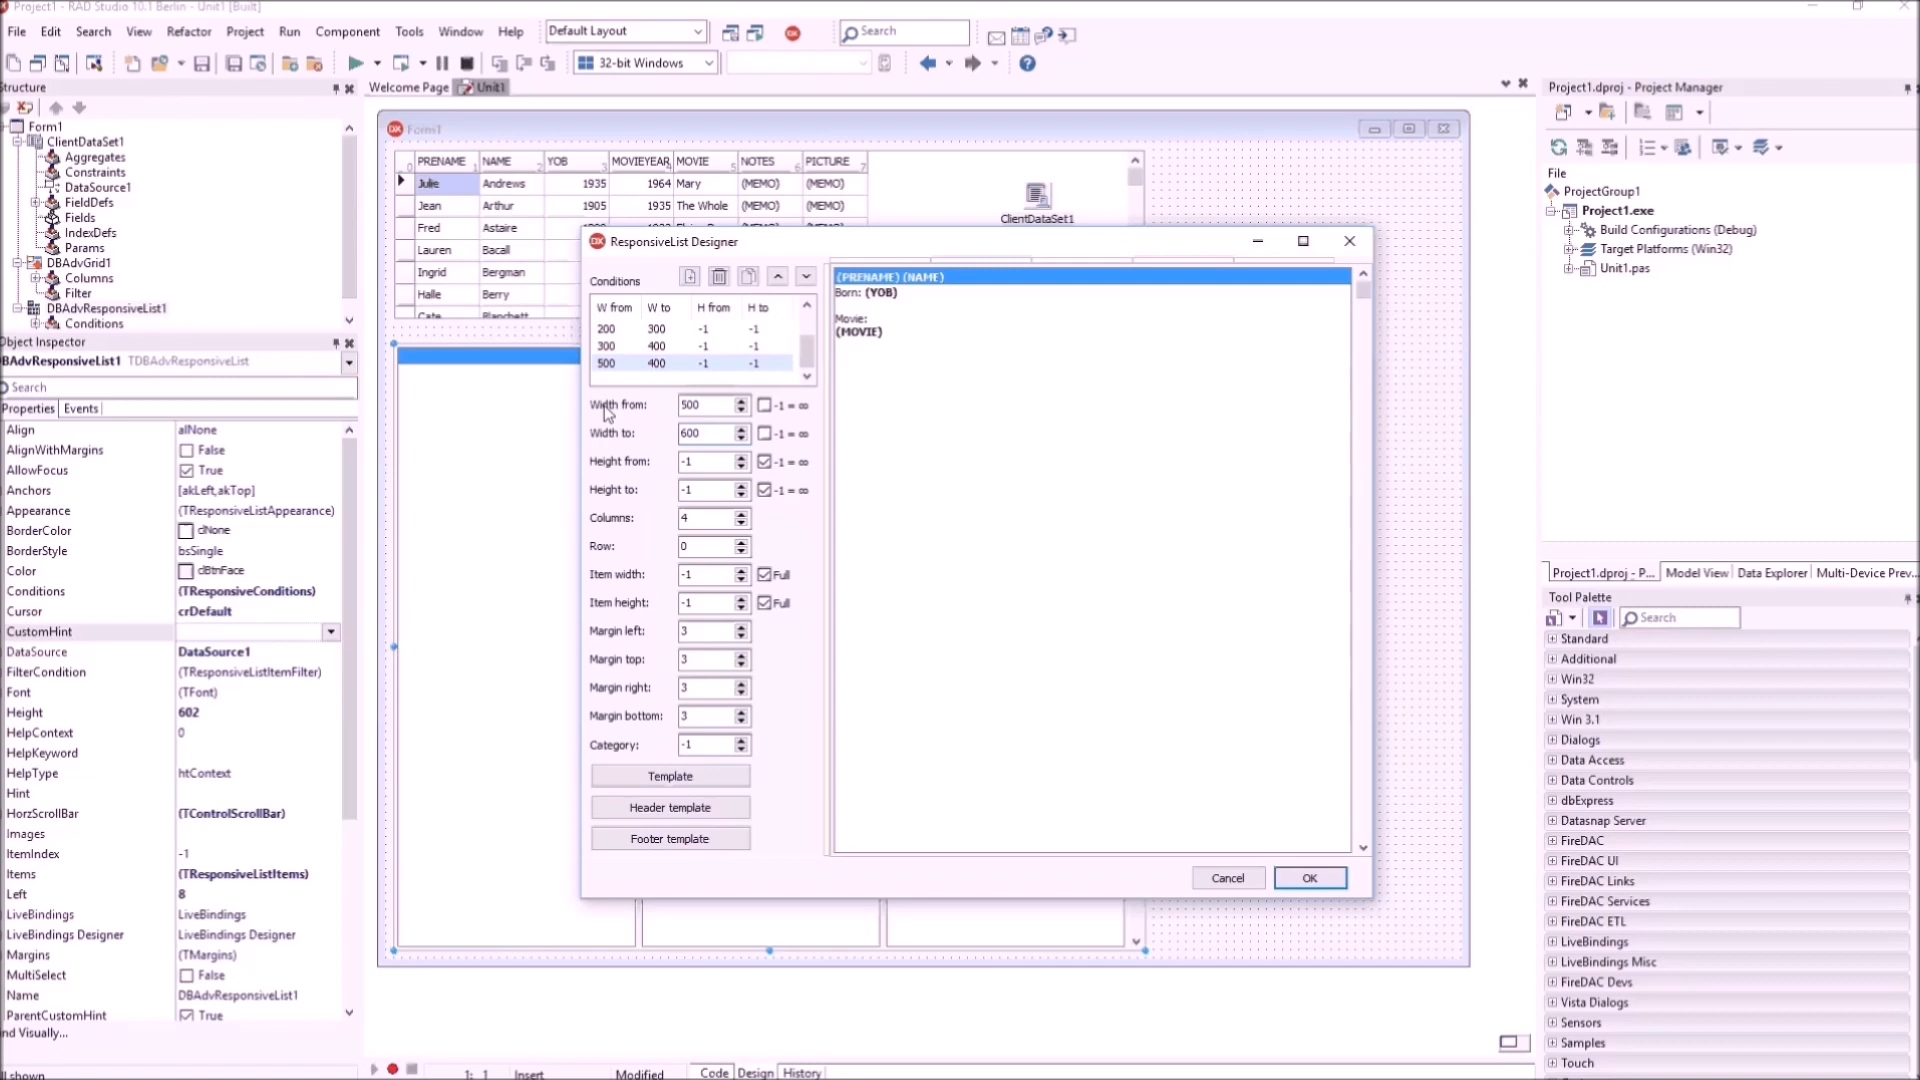 Project1 - RAD Studio 10.1 Berlin - Unit1 [Built]
File Edit Search View Refactor Project Run Component Tools Window Help Default Layout Search
32-bit Windows
Structure
Form1
ClientDataSet1
Aggregates
Constraints
DataSource1
FieldDefs
Fields
IndexDefs
Params
DBAdvGrid1
Columns
Filter
DBAdvResponsiveList1
Conditions
Object Inspector
DBAdvResponsiveList1 TDBAdvResponsiveList
Search
Properties Events
Align alNone
AlignWithMargins False
AllowFocus True
Anchors [akLeft,akTop]
Appearance (TResponsiveListAppearance)
BorderColor clNone
BorderStyle bsSingle
Color clBtnFace
Conditions (TResponsiveConditions)
Cursor crDefault
CustomHint
DataSource DataSource1
FilterCondition (TResponsiveListItemFilter)
Font (TFont)
Height 602
HelpContext 0
HelpKeyword
HelpType htContext
Hint
HorzScrollBar (TControlScrollBar)
Images
ItemIndex -1
Items (TResponsiveListItems)
Left 8
LiveBindings LiveBindings
LiveBindings Designer LiveBindings Designer
Margins (TMargins)
MultiSelect False
Name DBAdvResponsiveList1
ParentCustomHint True
nd Visually...
ll shown
Welcome Page Unit1
Form1
0 PRENAME 1 NAME 2 YOB 3 MOVIEYEAR 4 MOVIE 5 NOTES 6 PICTURE 7
Julie Andrews 1935 1964 Mary (MEMO) (MEMO)
Jean Arthur 1905 1935 The Whole (MEMO) (MEMO)
Fred Astaire
Lauren Bacall
Ingrid Bergman
Halle Berry
Cate Blanchett
ClientDataSet1
ResponsiveList Designer
Conditions
W from W to H from H to
200 300 -1 -1
300 400 -1 -1
500 400 -1 -1
Width from: 500 -1 = ∞
Width to: 600 -1 = ∞
Height from: -1 -1 = ∞
Height to: -1 -1 = ∞
Columns: 4
Row: 0
Item width: -1 Full
Item height: -1 Full
Margin left: 3
Margin top: 3
Margin right: 3
Margin bottom: 3
Category: -1
Template
Header template
Footer template
(PRENAME) (NAME)
Born: (YOB)
Movie:
(MOVIE)
Cancel OK
1: 1 Insert Modified Code Design History
Project1.dproj - Project Manager
File
ProjectGroup1
Project1.exe
Build Configurations (Debug)
Target Platforms (Win32)
Unit1.pas
Project1.dproj - P... Model View Data Explorer Multi-Device Prev...
Tool Palette
Search
Standard
Additional
Win32
System
Win 3.1
Dialogs
Data Access
Data Controls
dbExpress
Datasnap Server
FireDAC
FireDAC UI
FireDAC Links
FireDAC Services
FireDAC ETL
LiveBindings
LiveBindings Misc
FireDAC Devs
Vista Dialogs
Sensors
Samples
Touch